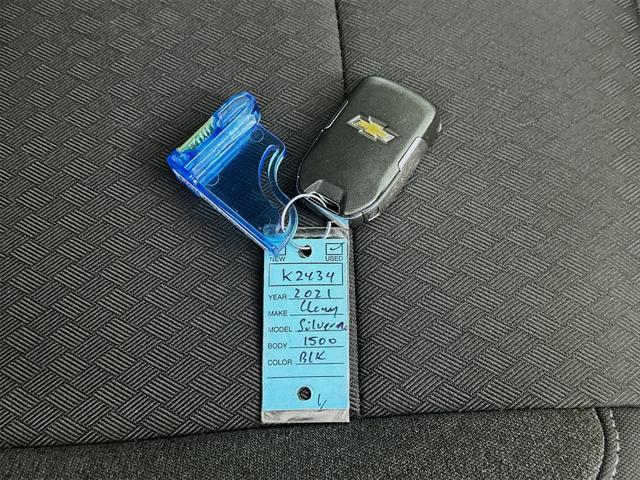 NEW USED
K2434
YEAR 2021
MAKE Chevy
MODEL Silverado
BODY 1500
COLOR Blk